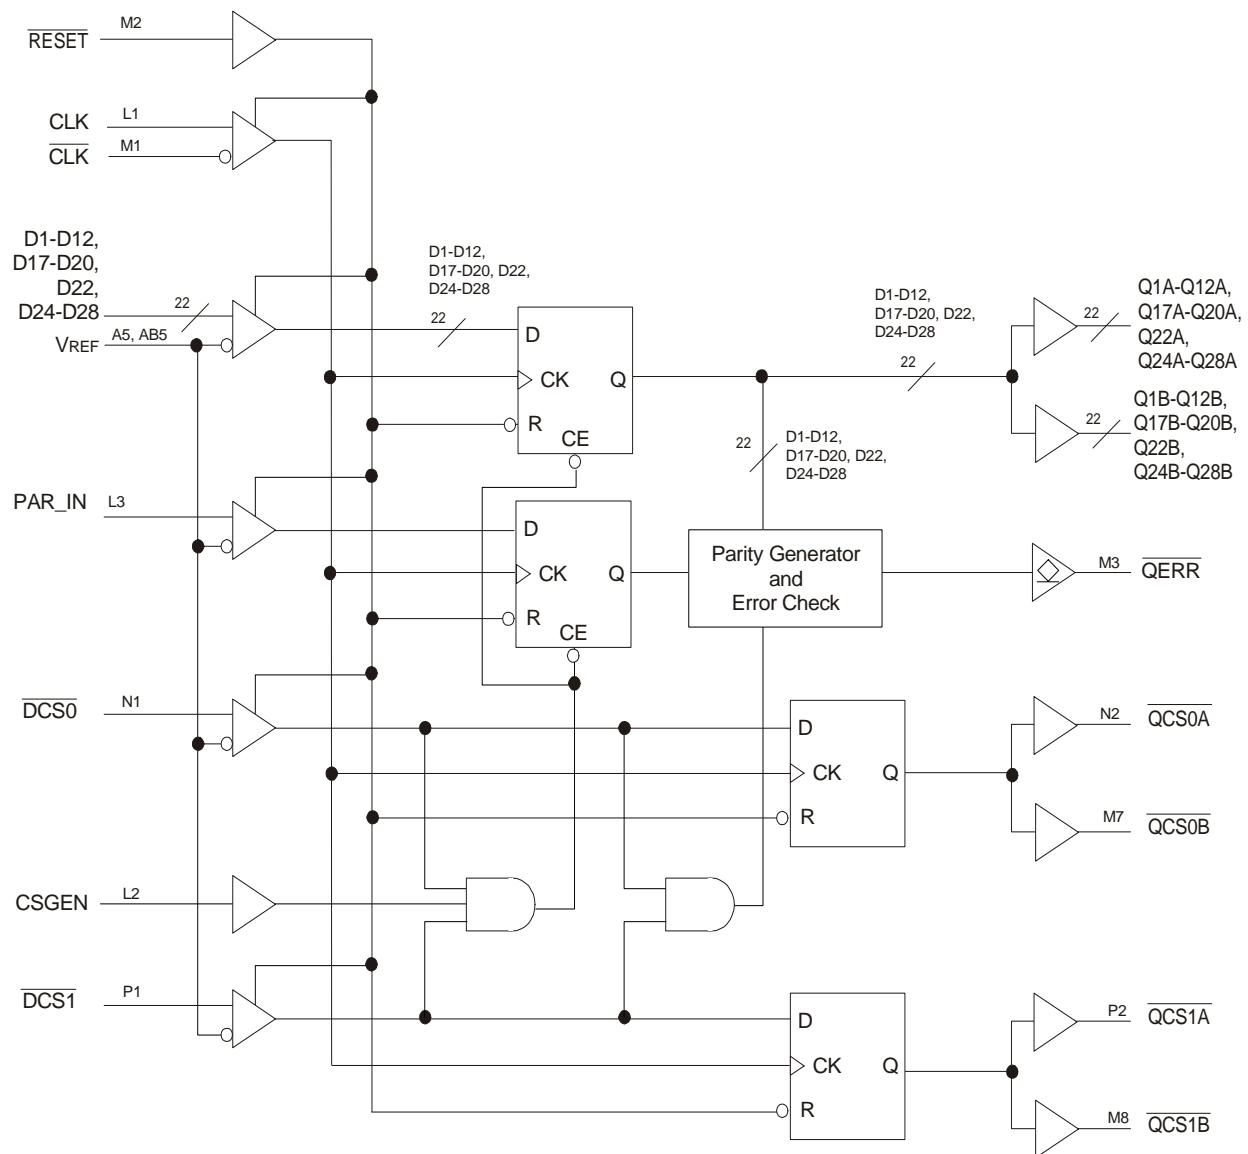 M2
RESET
CLK
L1
CLK
M1
D1-D12,
D17-D20,
D22,
D24-D28
22
VREF
A5, AB5
D1-D12,
D17-D20, D22,
D24-D28
22
D
CK
Q
R
CE
D1-D12,
D17-D20, D22,
D24-D28
22
22
Q1A-Q12A,
Q17A-Q20A,
Q22A,
Q24A-Q28A
22
Q1B-Q12B,
Q17B-Q20B,
Q22B,
Q24B-Q28B
22
D1-D12,
D17-D20, D22,
D24-D28
PAR_IN
L3
D
CK
Q
R
CE
Parity Generator
and
Error Check
M3
QERR
DCS0
N1
D
CK
Q
R
N2
QCS0A
M7
QCS0B
CSGEN
L2
DCS1
P1
D
CK
Q
R
P2
QCS1A
M8
QCS1B